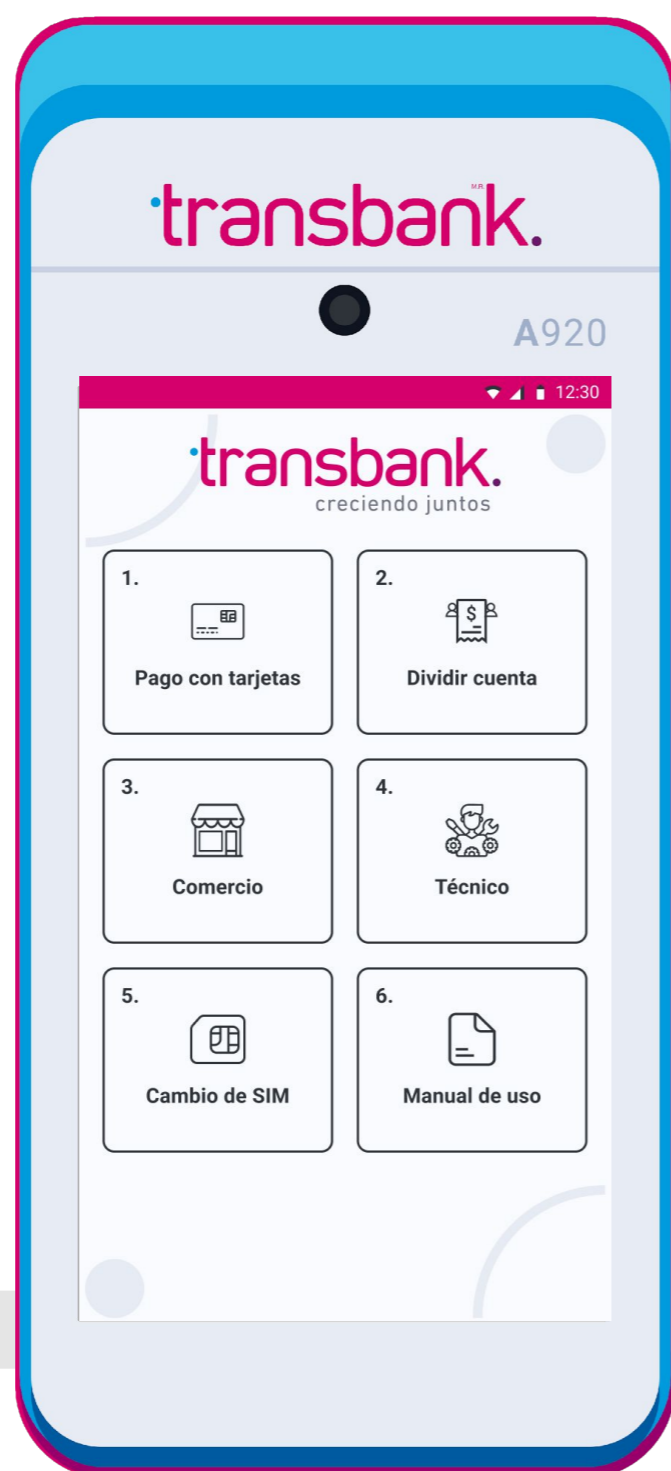 transbank.
M.R.
A920
12:30
transbank.
creciendo juntos
1.
Pago con tarjetas
2.
$
Dividir cuenta
3.
Comercio
4.
Técnico
5.
Cambio de SIM
6.
Manual de uso